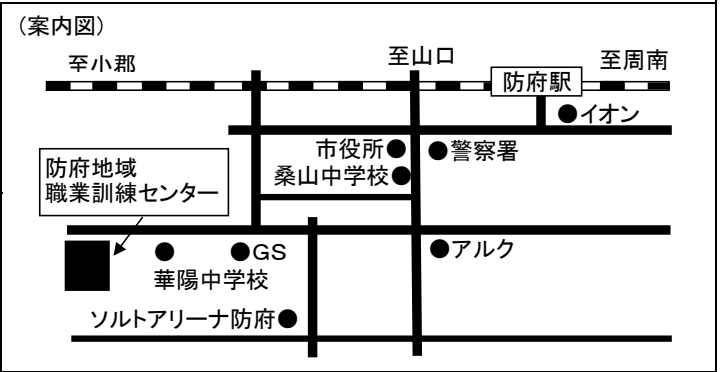 （案内図）
至小郡
至山口
至周南
防府駅
●イオン
市役所●
●警察署
桑山中学校●
防府地域
職業訓練センター
●GS
●アルク
華陽中学校
ソルトアリーナ防府●